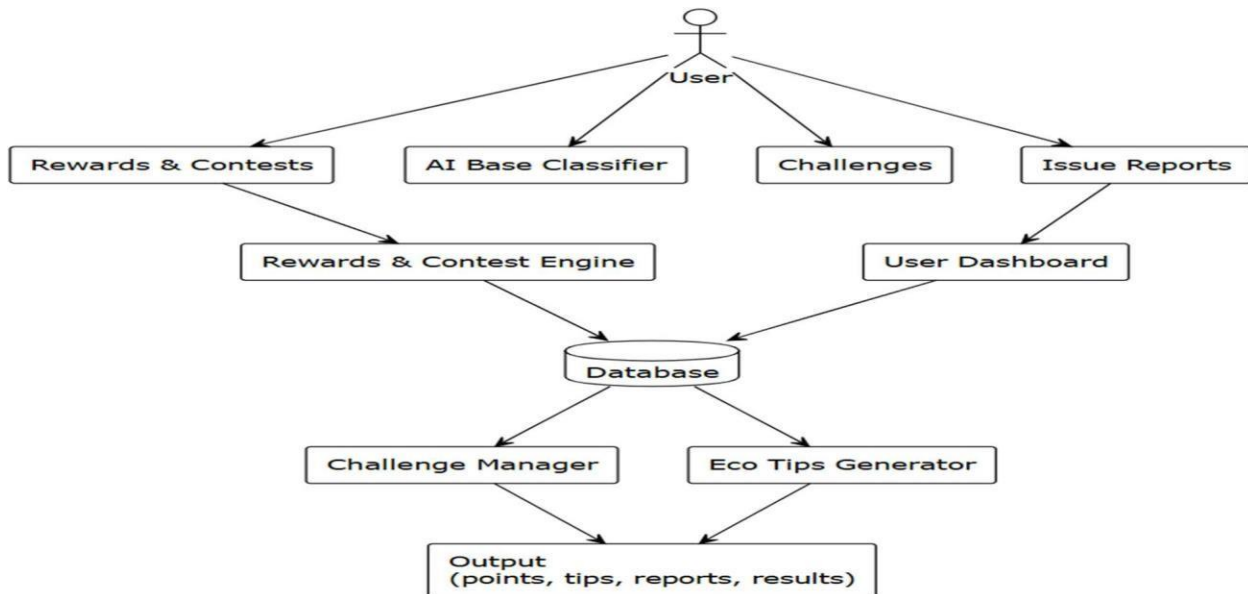 User
Rewards & Contests
AI Base Classifier
Challenges
Issue Reports
Rewards & Contest Engine
User Dashboard
Database
Challenge Manager
Eco Tips Generator
Output
(points, tips, reports, results)